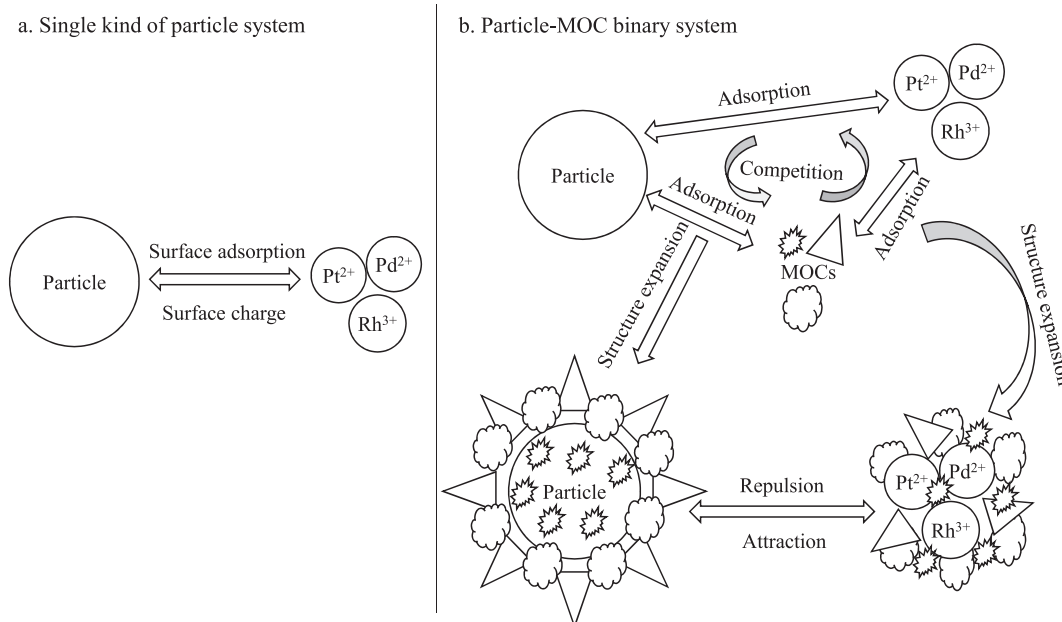 a. Single kind of particle system
Particle
Surface adsorption
Surface charge
Pt²⁺
Pd²⁺
Rh³⁺
b. Particle-MOC binary system
Particle
Adsorption
Pt²⁺
Pd²⁺
Rh³⁺
Competition
Adsorption
Adsorption
MOCs
Structure expansion
Structure expansion
Particle
Repulsion
Attraction
Pt²⁺
Pd²⁺
Rh³⁺